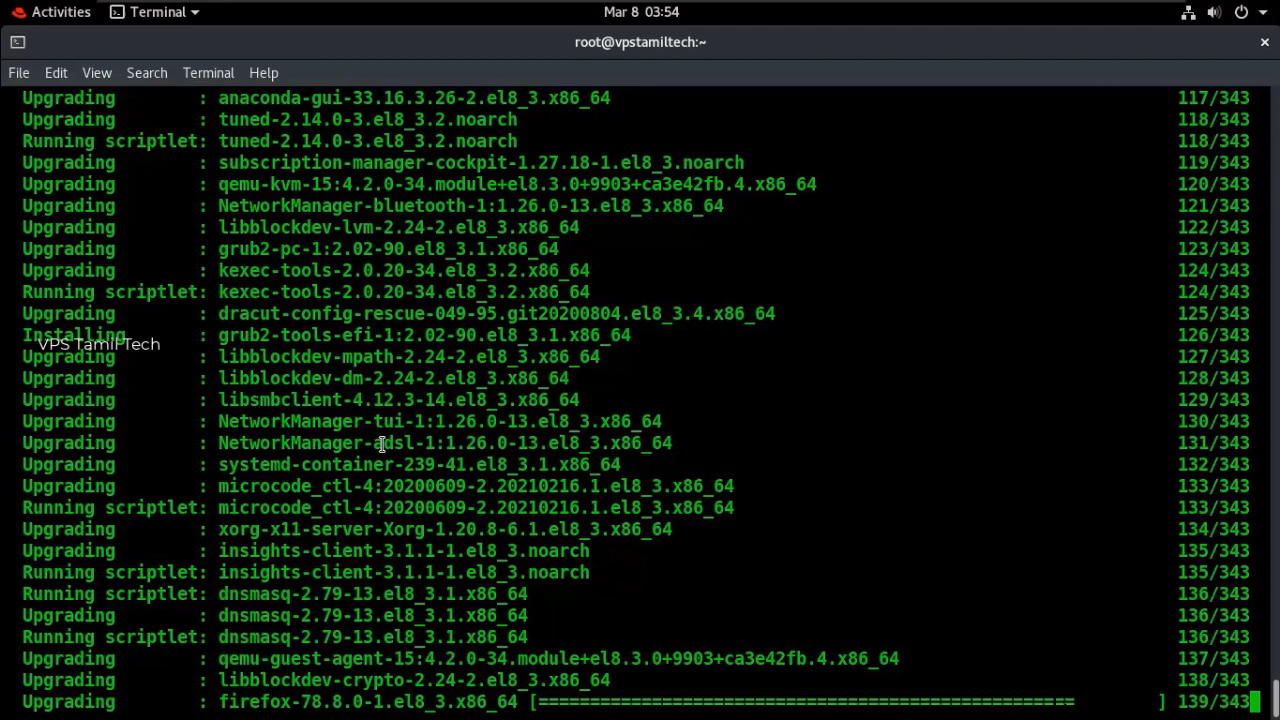 Activities Terminal Mar 8 03:54
root@vpstamiltech:~
File Edit View Search Terminal Help
Upgrading : anaconda-gui-33.16.3.26-2.el8_3.x86_64 117/343
Upgrading : tuned-2.14.0-3.el8_3.2.noarch 118/343
Running scriptlet: tuned-2.14.0-3.el8_3.2.noarch 118/343
Upgrading : subscription-manager-cockpit-1.27.18-1.el8_3.noarch 119/343
Upgrading : qemu-kvm-15:4.2.0-34.module+el8.3.0+9903+ca3e42fb.4.x86_64 120/343
Upgrading : NetworkManager-bluetooth-1:1.26.0-13.el8_3.x86_64 121/343
Upgrading : libblockdev-lvm-2.24-2.el8_3.x86_64 122/343
Upgrading : grub2-pc-1:2.02-90.el8_3.1.x86_64 123/343
Upgrading : kexec-tools-2.0.20-34.el8_3.2.x86_64 124/343
Running scriptlet: kexec-tools-2.0.20-34.el8_3.2.x86_64 124/343
Upgrading : dracut-config-rescue-049-95.git20200804.el8_3.4.x86_64 125/343
Installing : grub2-tools-efi-1:2.02-90.el8_3.1.x86_64 126/343
VPS Tamil Tech
Upgrading : libblockdev-mpath-2.24-2.el8_3.x86_64 127/343
Upgrading : libblockdev-dm-2.24-2.el8_3.x86_64 128/343
Upgrading : libsmbclient-4.12.3-14.el8_3.x86_64 129/343
Upgrading : NetworkManager-tui-1:1.26.0-13.el8_3.x86_64 130/343
Upgrading : NetworkManager-adsl-1:1.26.0-13.el8_3.x86_64 131/343
Upgrading : systemd-container-239-41.el8_3.1.x86_64 132/343
Upgrading : microcode_ctl-4:20200609-2.20210216.1.el8_3.x86_64 133/343
Running scriptlet: microcode_ctl-4:20200609-2.20210216.1.el8_3.x86_64 133/343
Upgrading : xorg-x11-server-Xorg-1.20.8-6.1.el8_3.x86_64 134/343
Upgrading : insights-client-3.1.1-1.el8_3.noarch 135/343
Running scriptlet: insights-client-3.1.1-1.el8_3.noarch 135/343
Running scriptlet: dnsmasq-2.79-13.el8_3.1.x86_64 136/343
Upgrading : dnsmasq-2.79-13.el8_3.1.x86_64 136/343
Running scriptlet: dnsmasq-2.79-13.el8_3.1.x86_64 136/343
Upgrading : qemu-guest-agent-15:4.2.0-34.module+el8.3.0+9903+ca3e42fb.4.x86_64 137/343
Upgrading : libblockdev-crypto-2.24-2.el8_3.x86_64 138/343
Upgrading : firefox-78.8.0-1.el8_3.x86_64 [==================================================== ] 139/343